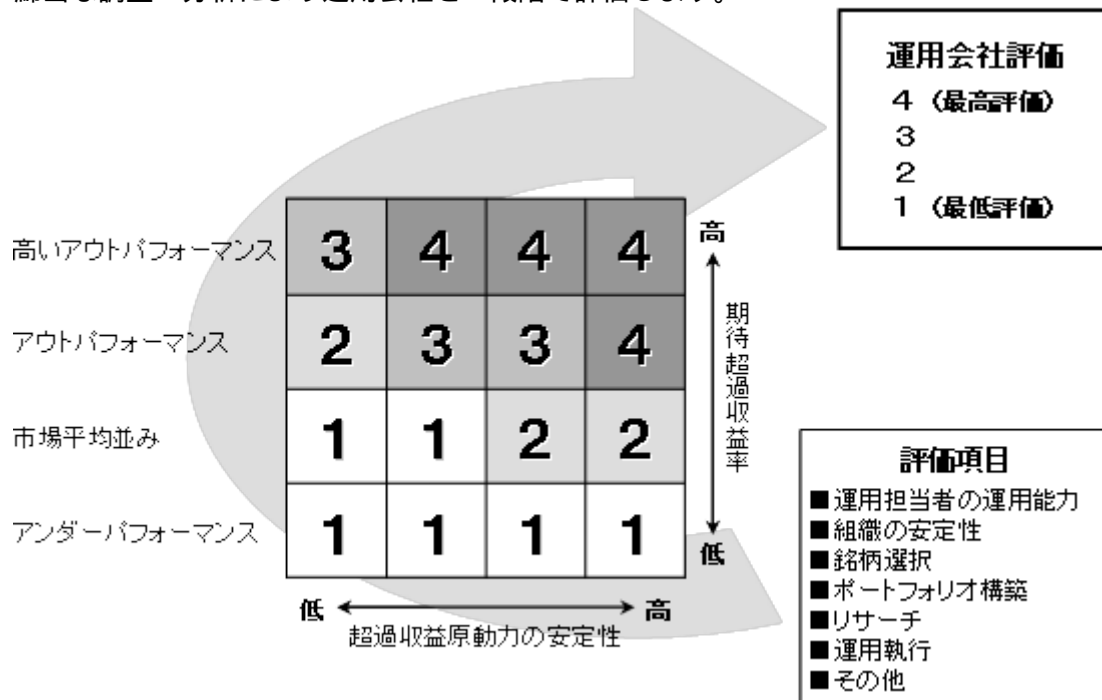 運用会社評価
4 (最高評価)
3
2
1 (最低評価)
高いアウトパフォーマンス 3 4 4 4
アウトパフォーマンス 2 3 3 4
市場平均並み 1 1 2 2
アンダーパフォーマンス 1 1 1 1
高
期待超過収益率
低
低 高
超過収益原動力の安定性
評価項目
■運用担当者の運用能力
■組織の安定性
■銘柄選択
■ポートフォリオ構築
■リサーチ
■運用執行
■その他